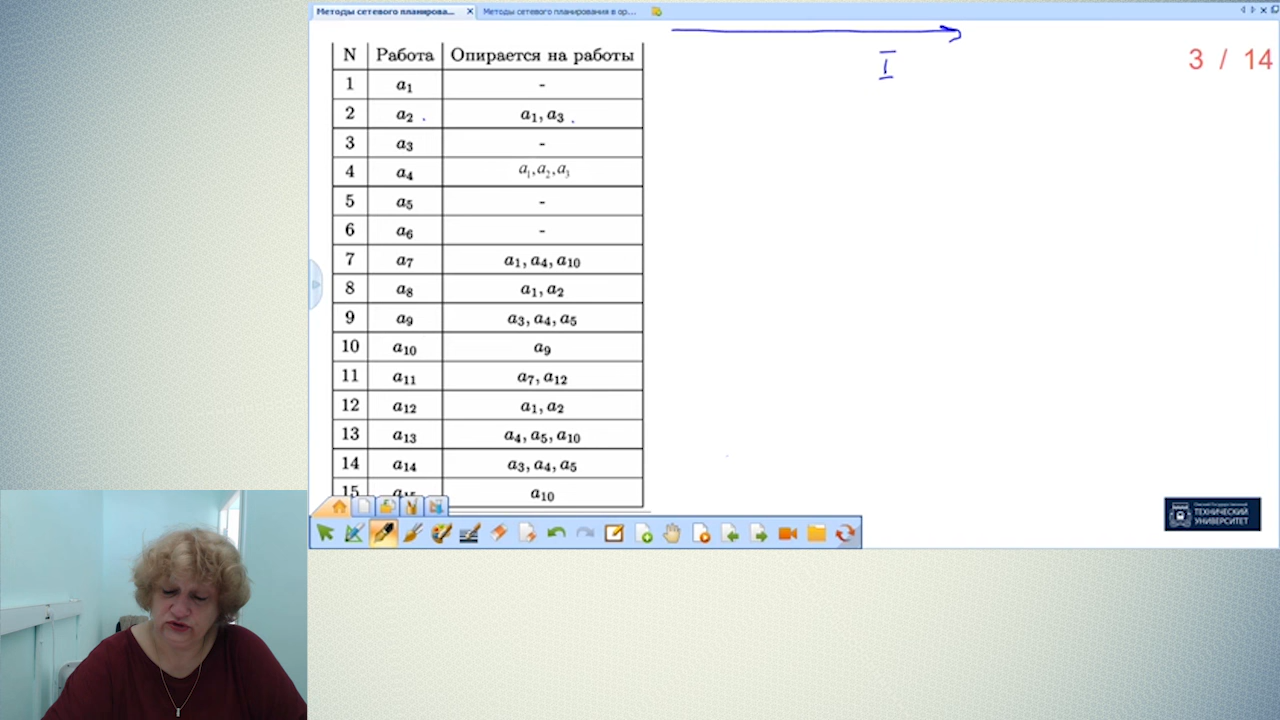 Методы сетевого планирова... Методы сетевого планирования в ор...
I
3 / 14
N Работа Опирается на работы
1 a₁ -
2 a₂ a₁, a₃
3 a₃ -
4 a₄ a₁, a₂, a₃
5 a₅ -
6 a₆ -
7 a₇ a₁, a₄, a₁₀
8 a₈ a₁, a₂
9 a₉ a₃, a₄, a₅
10 a₁₀ a₉
11 a₁₁ a₇, a₁₂
12 a₁₂ a₁, a₂
13 a₁₃ a₄, a₅, a₁₀
14 a₁₄ a₃, a₄, a₅
15 a₁₅ a₁₀
ТЕХНИЧЕСКИЙ
УНИВЕРСИТЕТ